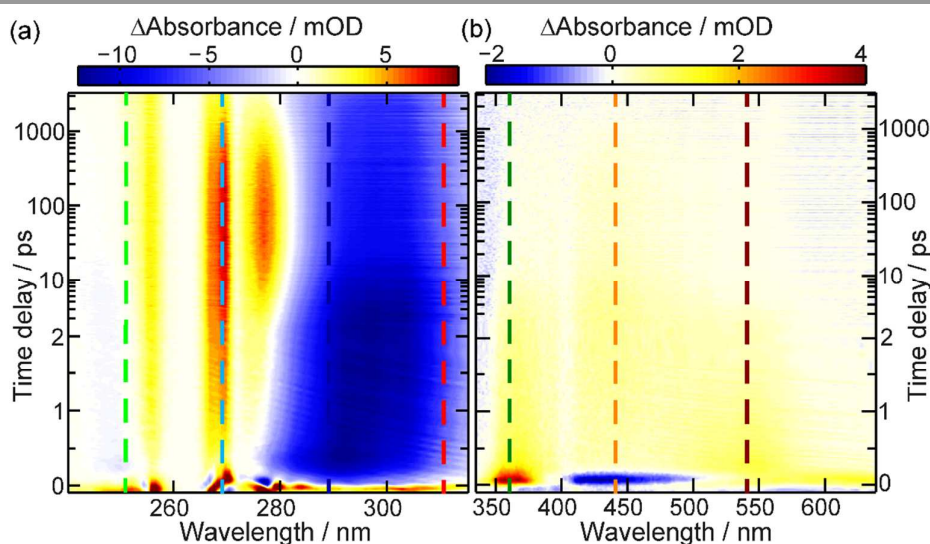 (a) ΔAbsorbance / mOD
−10 −5 0 5
(b) ΔAbsorbance / mOD
−2 0 2 4
Time delay / ps
1000
100
10
2
1
0
260 280 300
Wavelength / nm
350 400 450 500 550 600
Wavelength / nm
1000
100
10
2
1
0
Time delay / ps